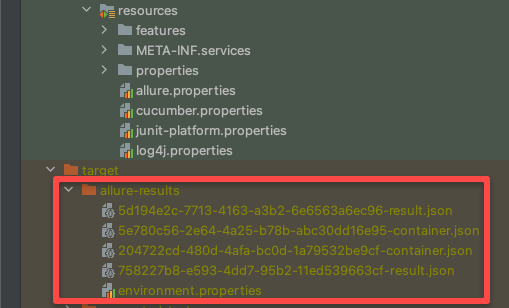 resources
features
META-INF.services
properties
allure.properties
cucumber.properties
junit-platform.properties
log4j.properties
target
allure-results
5d194e2c-7713-4163-a3b2-6e6563a6ec96-result.json
5e780c56-2e64-4a25-b78b-abc30dd16e95-container.json
204722cd-480d-4afa-bc0d-1a79532be9cf-container.json
758227b8-e593-4dd7-95b2-11ed539663cf-result.json
environment.properties